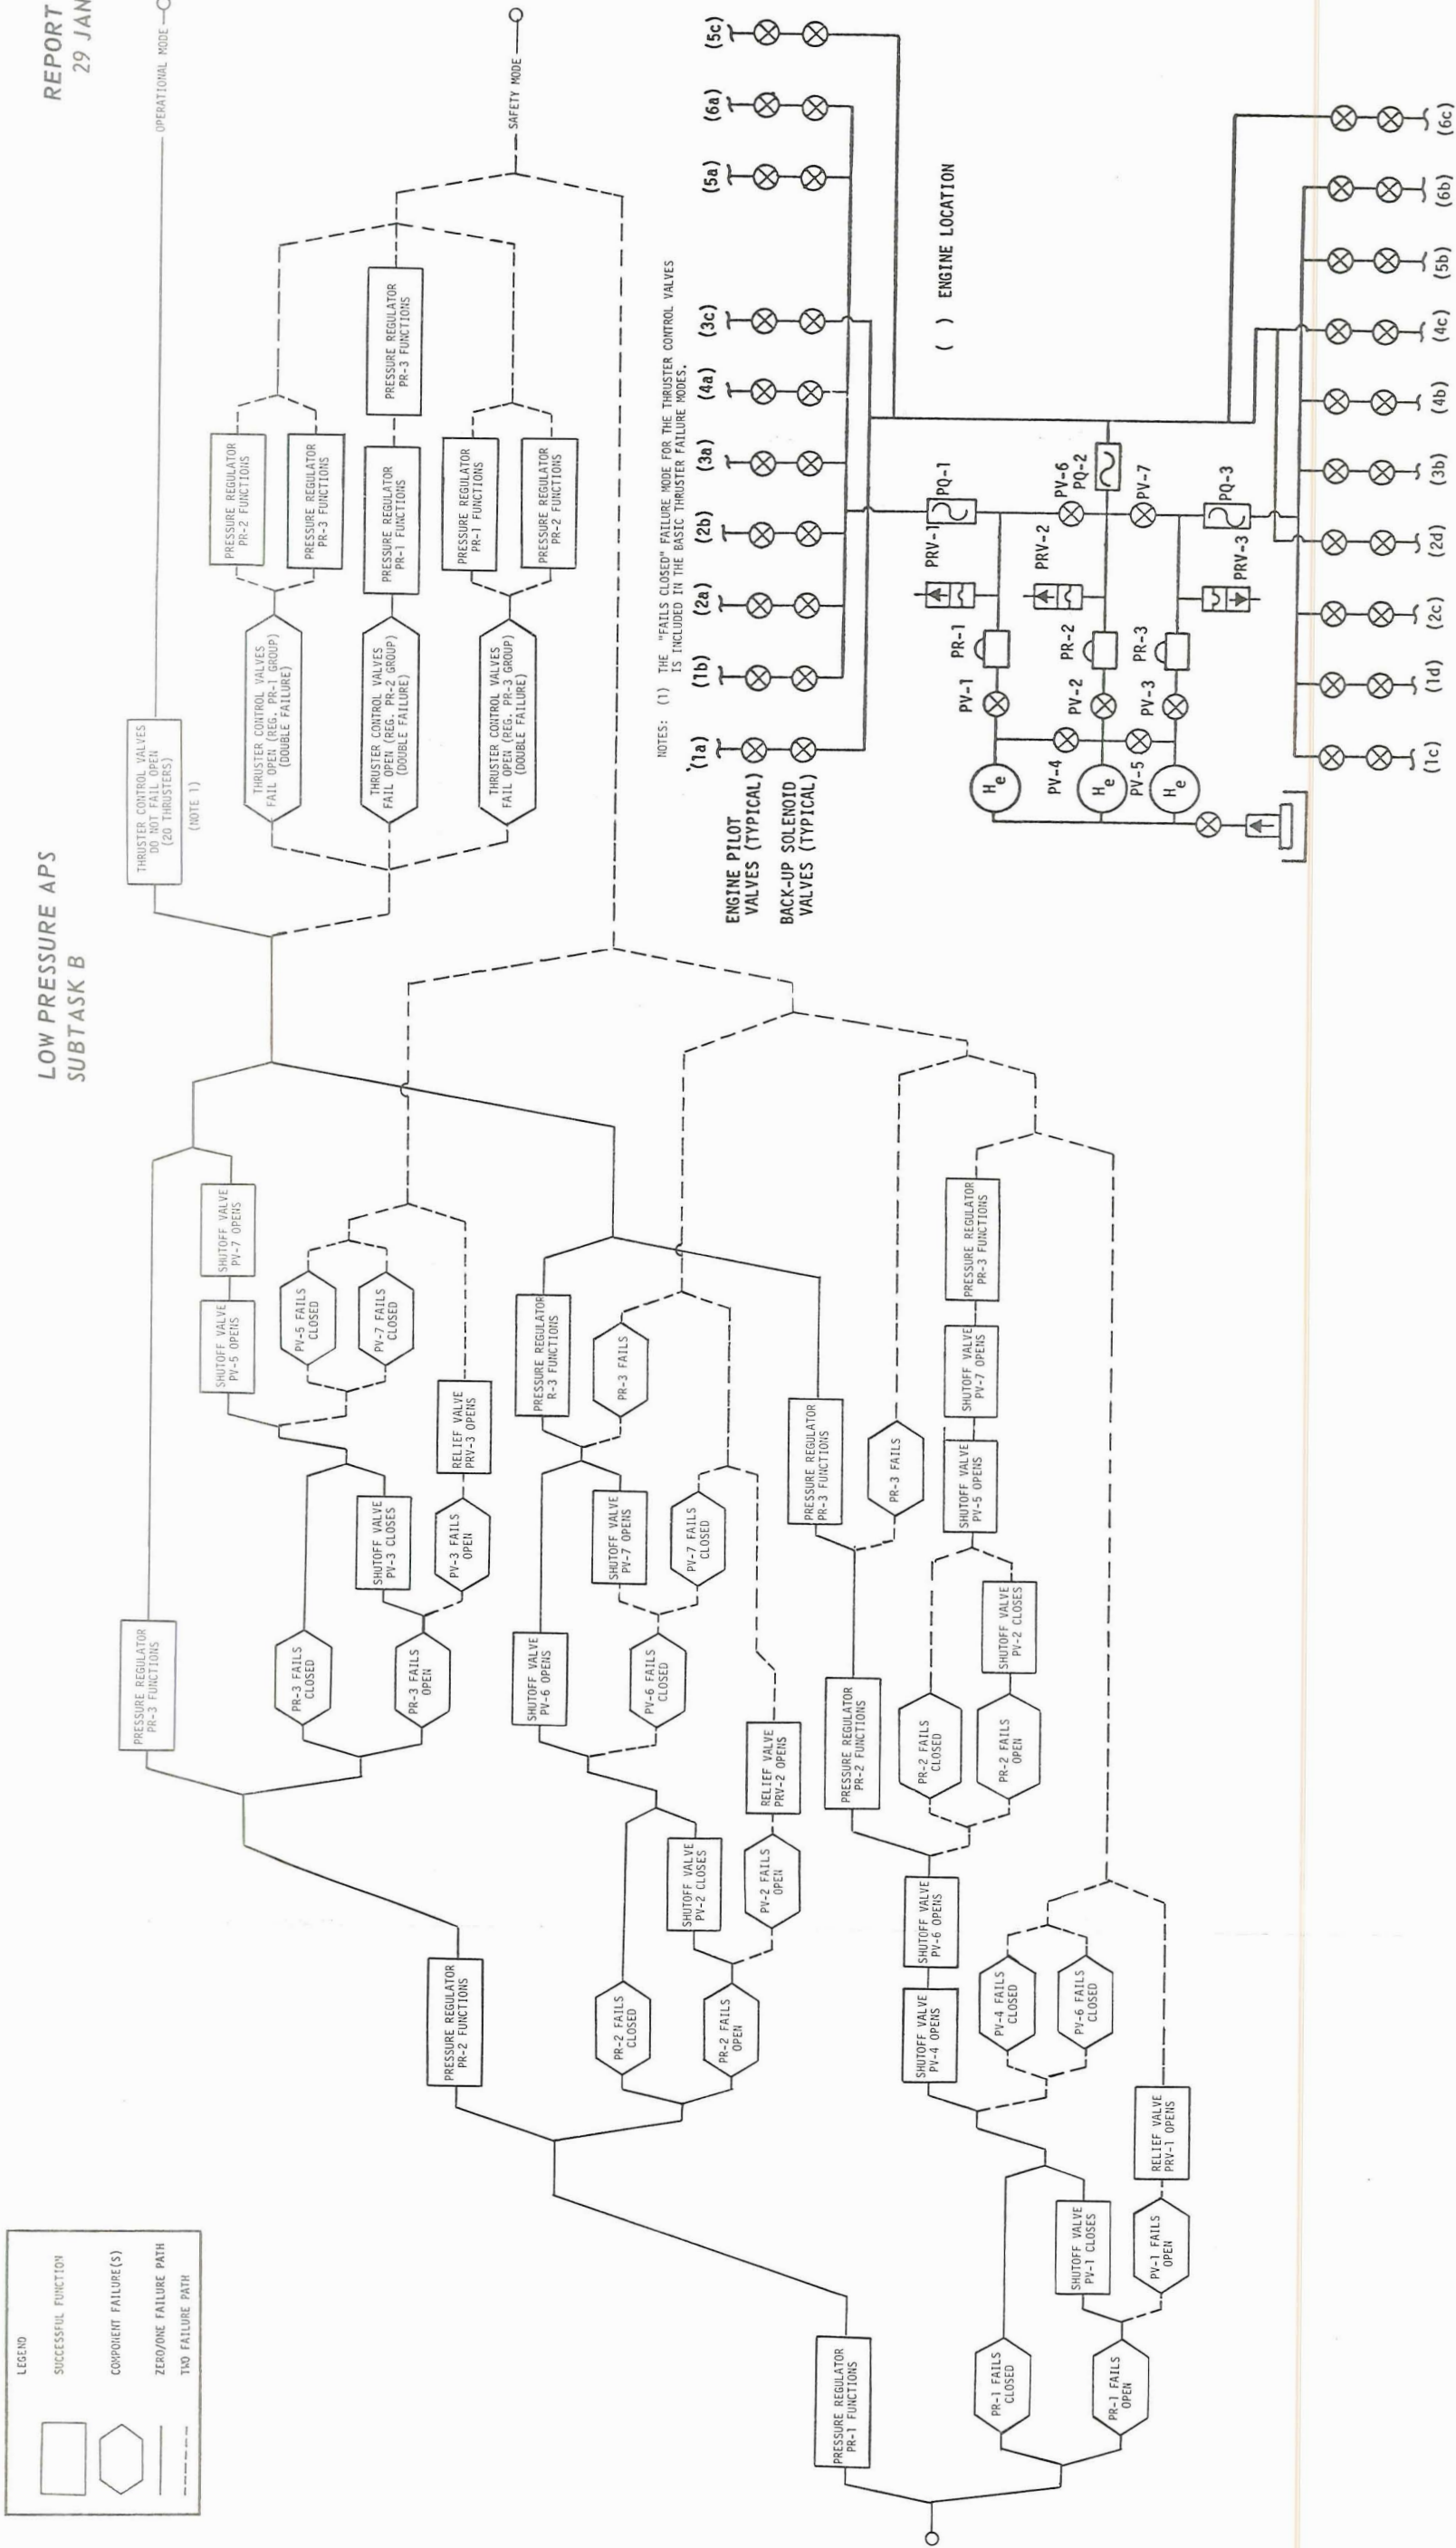 REPORT
29 JAN
LOW PRESSURE APS
SUBTASK B
LEGEND
SUCCESSFUL FUNCTION
COMPONENT FAILURE(S)
ZERO/ONE FAILURE PATH
TWO FAILURE PATH
OPERATIONAL MODE
SAFETY MODE
THRUSTER CONTROL VALVES
DO NOT FAIL OPEN
(20 THRUSTERS)
(NOTE 1)
PRESSURE REGULATOR
PR-2 FUNCTIONS
PRESSURE REGULATOR
PR-3 FUNCTIONS
THRUSTER CONTROL VALVES
FAIL OPEN (REG. PR-1 GROUP)
(DOUBLE FAILURE)
PRESSURE REGULATOR
PR-3 FUNCTIONS
PRESSURE REGULATOR
PR-1 FUNCTIONS
THRUSTER CONTROL VALVES
FAIL OPEN (REG. PR-2 GROUP)
(DOUBLE FAILURE)
PRESSURE REGULATOR
PR-1 FUNCTIONS
PRESSURE REGULATOR
PR-2 FUNCTIONS
THRUSTER CONTROL VALVES
FAIL OPEN (REG. PR-3 GROUP)
(DOUBLE FAILURE)
PRESSURE REGULATOR
PR-3 FUNCTIONS
SHUTOFF VALVE
PV-5 OPENS
SHUTOFF VALVE
PV-7 OPENS
PV-5 FAILS
CLOSED
PV-7 FAILS
CLOSED
PR-3 FAILS
CLOSED
SHUTOFF VALVE
PV-3 CLOSES
PR-3 FAILS
OPEN
PV-3 FAILS
OPEN
RELIEF VALVE
PRV-3 OPENS
PRESSURE REGULATOR
PR-2 FUNCTIONS
SHUTOFF VALVE
PV-6 OPENS
PRESSURE REGULATOR
R-3 FUNCTIONS
PR-3 FAILS
SHUTOFF VALVE
PV-7 OPENS
PV-6 FAILS
CLOSED
PV-7 FAILS
CLOSED
PR-2 FAILS
CLOSED
SHUTOFF VALVE
PV-2 CLOSES
PR-2 FAILS
OPEN
PV-2 FAILS
OPEN
RELIEF VALVE
PRV-2 OPENS
PRESSURE REGULATOR
PR-1 FUNCTIONS
PRESSURE REGULATOR
PR-2 FUNCTIONS
PRESSURE REGULATOR
PR-3 FUNCTIONS
PR-3 FAILS
SHUTOFF VALVE
PV-4 OPENS
SHUTOFF VALVE
PV-6 OPENS
PR-2 FAILS
CLOSED
PR-2 FAILS
OPEN
SHUTOFF VALVE
PV-2 CLOSES
SHUTOFF VALVE
PV-5 OPENS
SHUTOFF VALVE
PV-7 OPENS
PRESSURE REGULATOR
PR-3 FUNCTIONS
PV-4 FAILS
CLOSED
PV-6 FAILS
CLOSED
PR-1 FAILS
CLOSED
SHUTOFF VALVE
PV-1 CLOSES
PR-1 FAILS
OPEN
PV-1 FAILS
OPEN
RELIEF VALVE
PRV-1 OPENS
NOTES: (1) THE "FAILS CLOSED" FAILURE MODE FOR THE THRUSTER CONTROL VALVES
IS INCLUDED IN THE BASIC THRUSTER FAILURE MODES.
(1a) (1b) (2a) (2b) (3a) (4a) (3c) (5a) (6a) (5c)
ENGINE PILOT
VALVES (TYPICAL)
BACK-UP SOLENOID
VALVES (TYPICAL)
( ) ENGINE LOCATION
PQ-1
PRV-1
PR-1
PV-1
He
PV-6
PQ-2
PRV-2
PR-2
PV-2
PV-4
He
PV-7
PR-3
PV-3
PV-5
He
PQ-3
PRV-3
(1c) (1d) (2c) (2d) (3b) (4b) (4c) (5b) (6b) (6c)